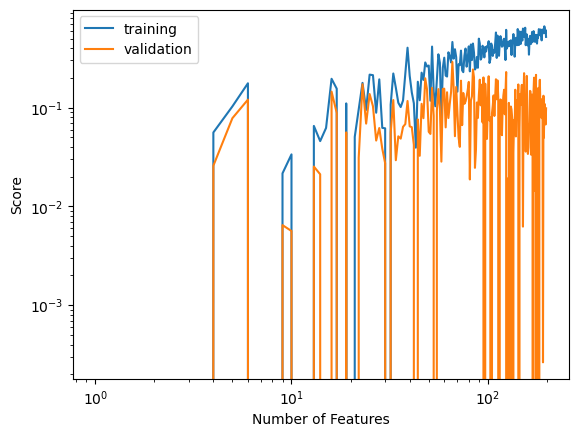 training
validation
Score
10⁻¹
10⁻²
10⁻³
10⁰
10¹
10²
Number of Features